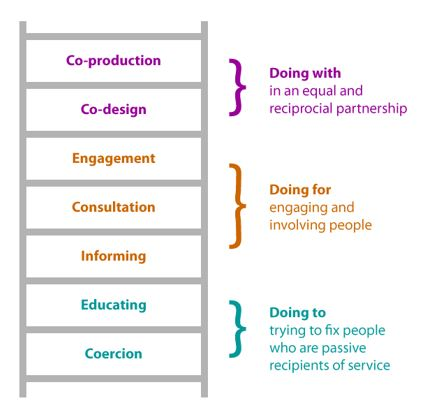 Co-production
Co-design
Doing with
in an equal and
reciprocial partnership
Engagement
Consultation
Informing
Doing for
engaging and
involving people
Educating
Coercion
Doing to
trying to fix people
who are passive
recipients of service